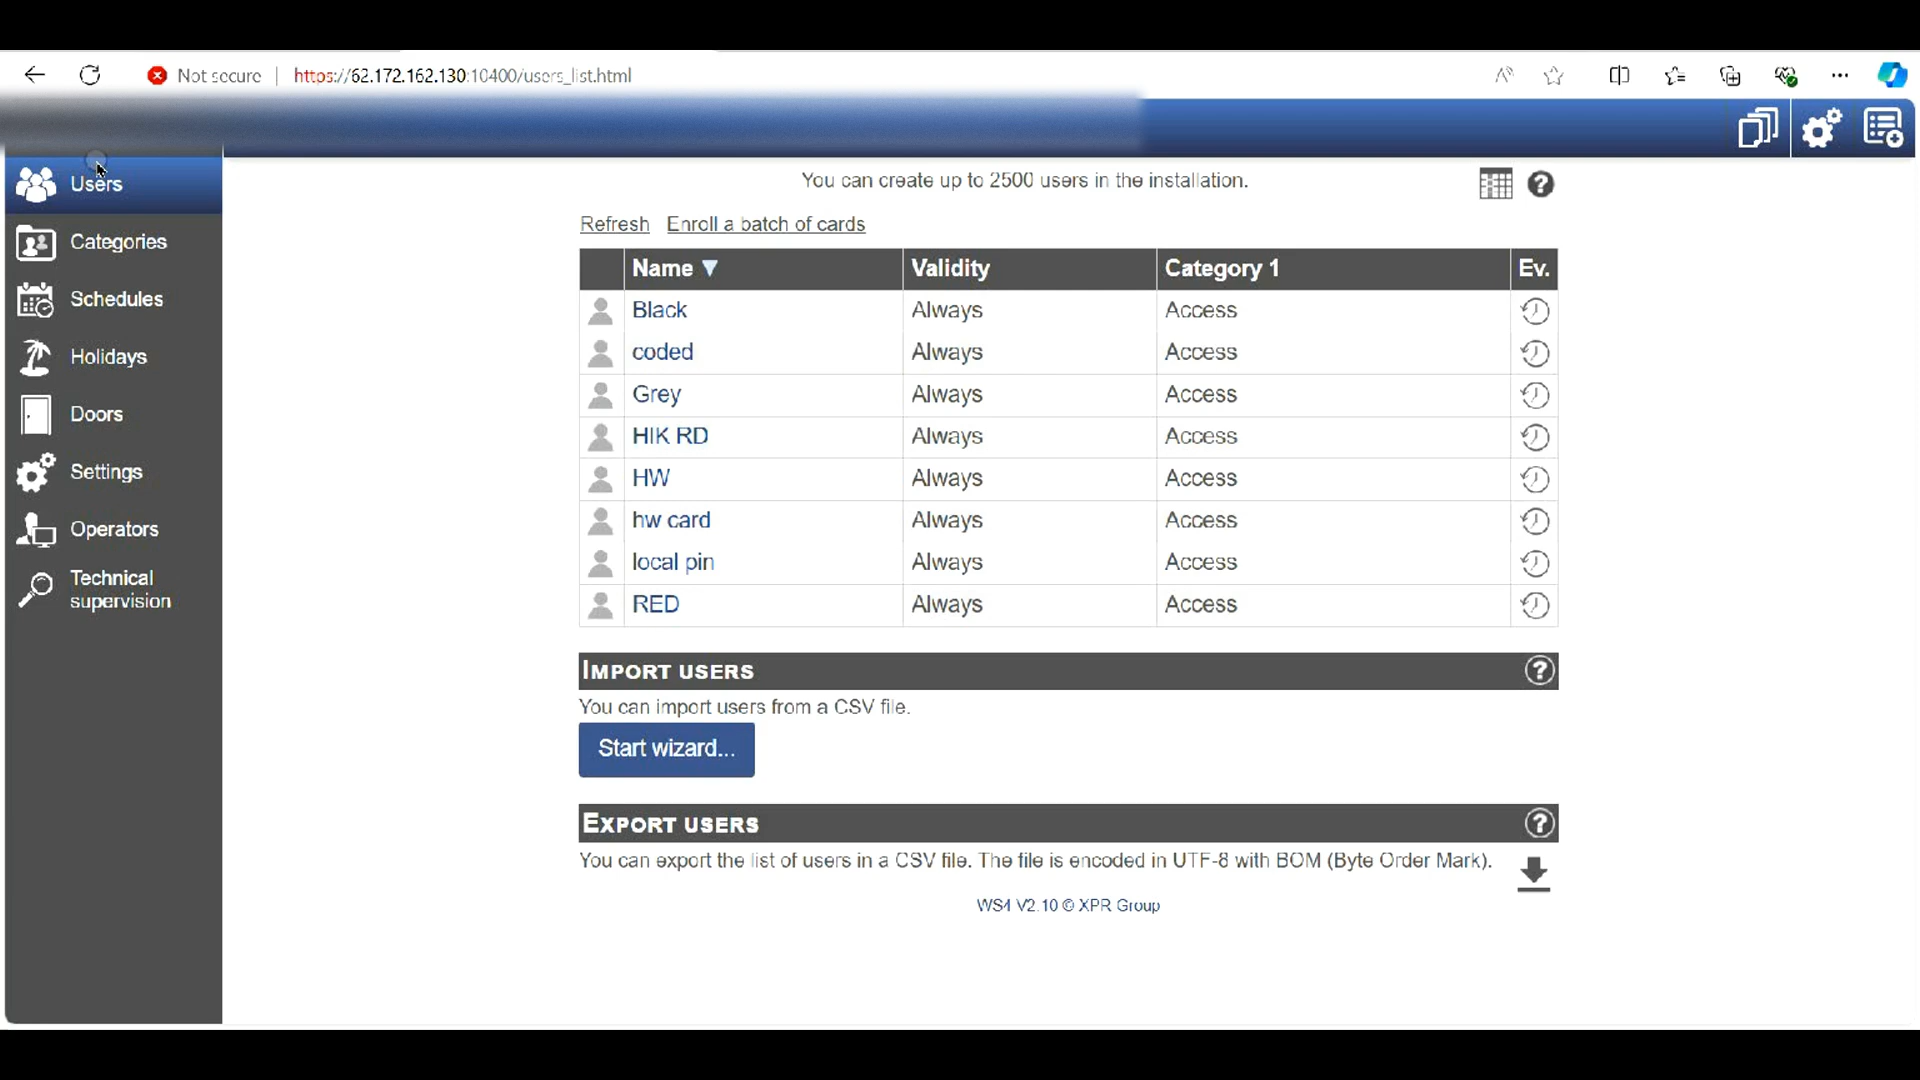 Not secure | https://62.172.162.130:10400/users_list.html
Users
Categories
Schedules
Holidays
Doors
Settings
Operators
Technical
supervision
You can create up to 2500 users in the installation.
Refresh Enroll a batch of cards
Name ▼ Validity Category 1 Ev.
Black Always Access
coded Always Access
Grey Always Access
HIK RD Always Access
HW Always Access
hw card Always Access
local pin Always Access
RED Always Access
IMPORT USERS
You can import users from a CSV file.
Start wizard...
EXPORT USERS
You can export the list of users in a CSV file. The file is encoded in UTF-8 with BOM (Byte Order Mark).
WS4 V2.10 © XPR Group